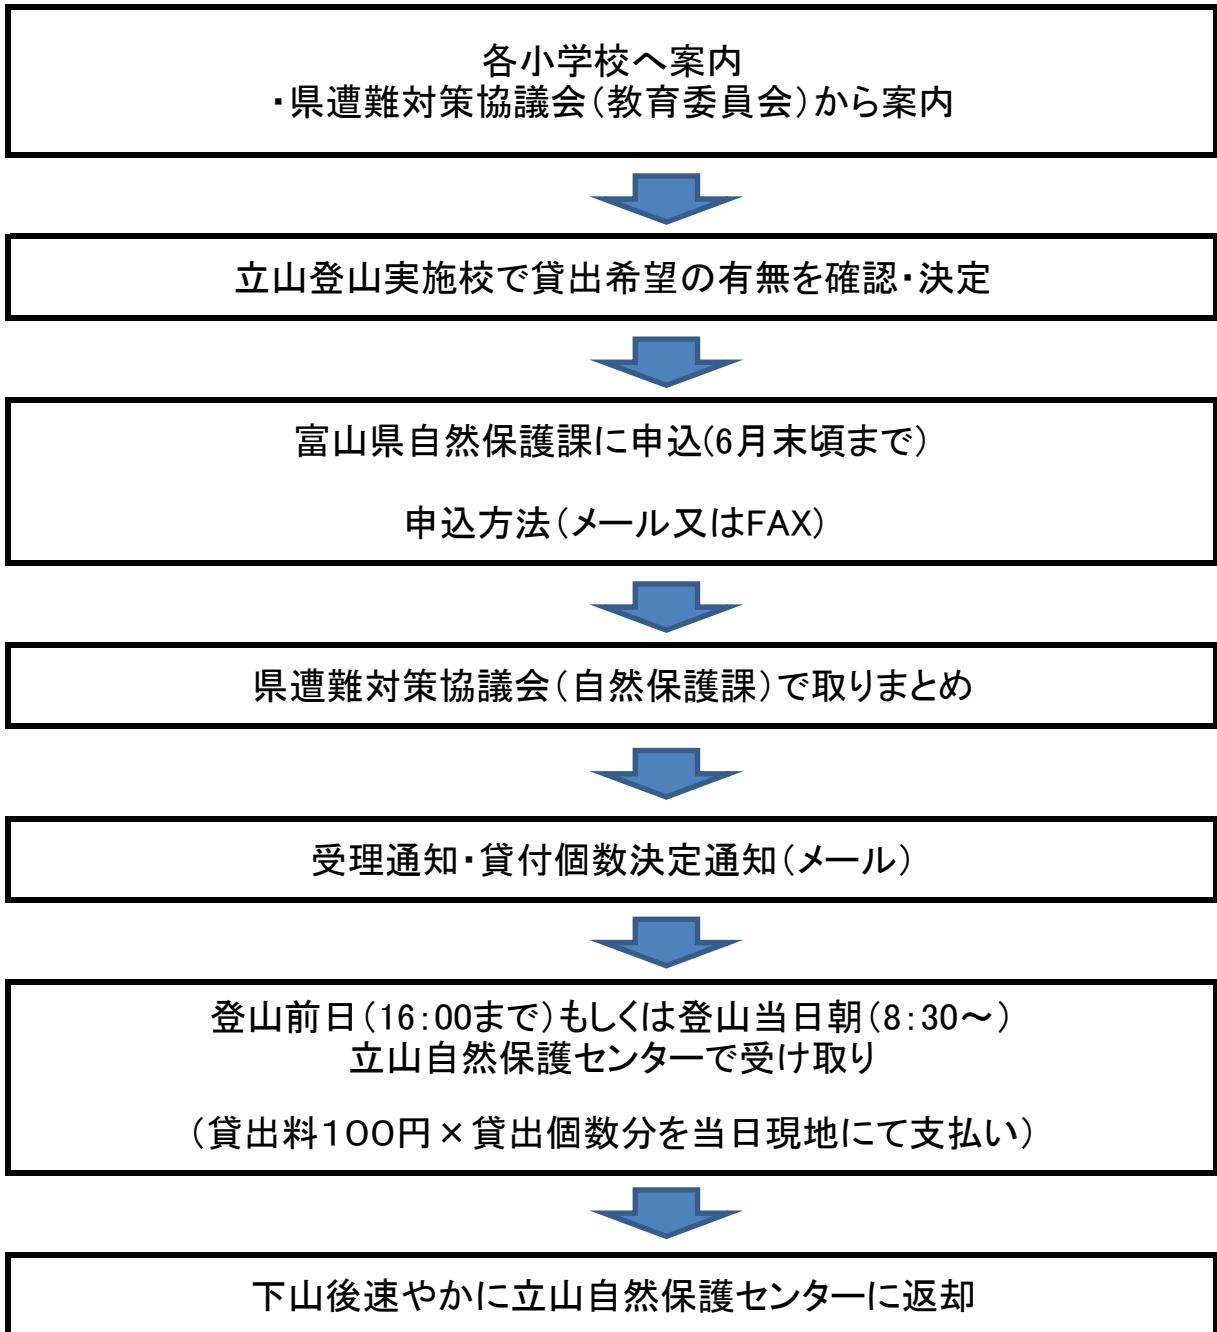 各小学校へ案内
・県遭難対策協議会（教育委員会）から案内
立山登山実施校で貸出希望の有無を確認・決定
富山県自然保護課に申込(6月末頃まで)
申込方法（メール又はFAX）
県遭難対策協議会（自然保護課）で取りまとめ
受理通知・貸付個数決定通知（メール）
登山前日（16：00まで）もしくは登山当日朝（8：30～）
立山自然保護センターで受け取り
（貸出料１００円×貸出個数分を当日現地にて支払い）
下山後速やかに立山自然保護センターに返却